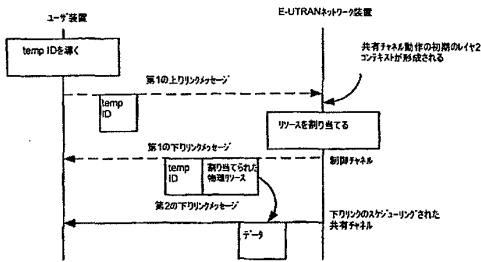 ユーザ装置
E-UTRANネットワーク装置
temp IDを導く
共有チャネル動作の初期のレイヤ2
コンテキストが形成される
第1の上りリンクメッセージ
temp
ID
リソースを割り当てる
第1の下りリンクメッセージ
制御チャネル
temp
ID
割り当てられた
物理リソース
第2の下りリンクメッセージ
下りリンクのスケジューリングされた
共有チャネル
データ